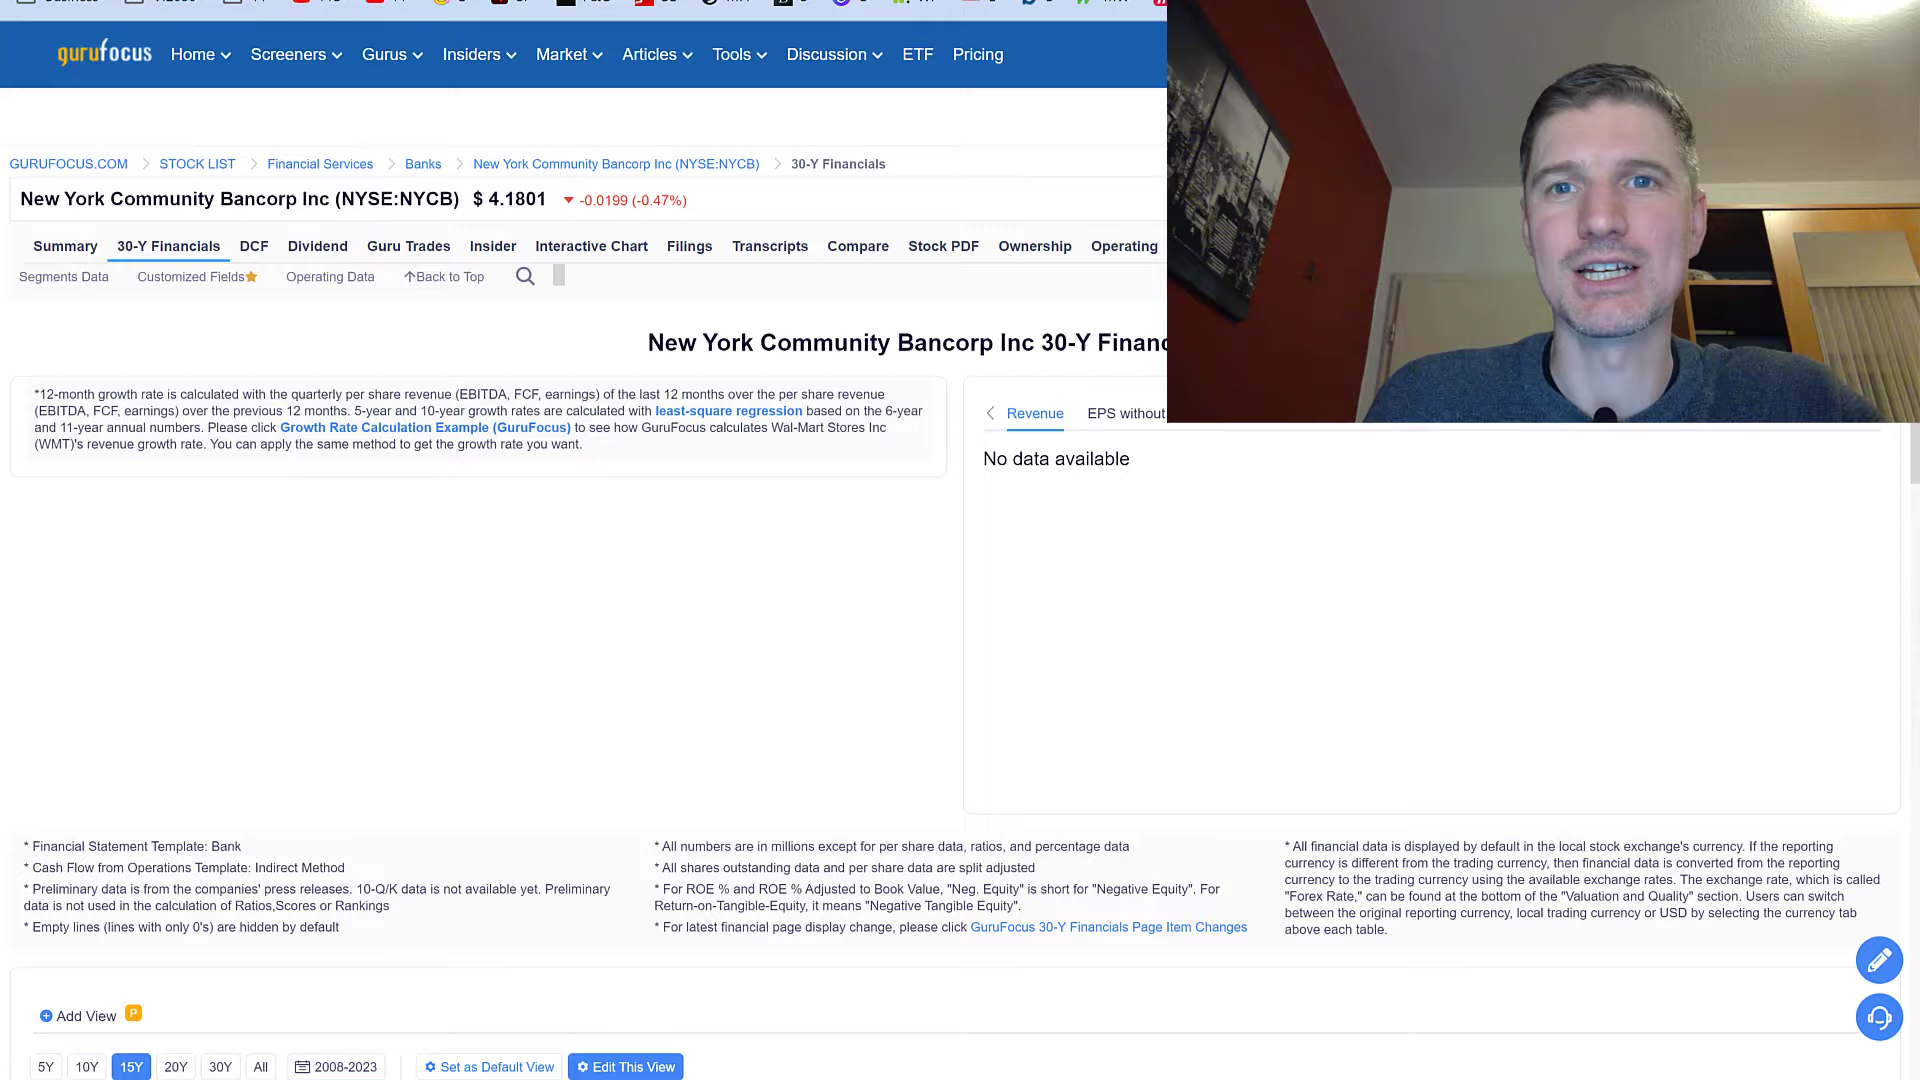 gurufocus Home Screeners Gurus Insiders Market Articles Tools Discussion ETF Pricing
GURUFOCUS.COM STOCK LIST Financial Services Banks New York Community Bancorp Inc (NYSE:NYCB) 30-Y Financials
New York Community Bancorp Inc (NYSE:NYCB) $ 4.1801 -0.0199 (-0.47%)
Summary 30-Y Financials DCF Dividend Guru Trades Insider Interactive Chart Filings Transcripts Compare Stock PDF Ownership Operating
Segments Data Customized Fields Operating Data Back to Top
New York Community Bancorp Inc 30-Y Financ
*12-month growth rate is calculated with the quarterly per share revenue (EBITDA, FCF, earnings) of the last 12 months over the per share revenue
(EBITDA, FCF, earnings) over the previous 12 months. 5-year and 10-year growth rates are calculated with least-square regression based on the 6-year
and 11-year annual numbers. Please click Growth Rate Calculation Example (GuruFocus) to see how GuruFocus calculates Wal-Mart Stores Inc
(WMT)'s revenue growth rate. You can apply the same method to get the growth rate you want.
Revenue EPS without
No data available
* Financial Statement Template: Bank
* Cash Flow from Operations Template: Indirect Method
* Preliminary data is from the companies' press releases. 10-Q/K data is not available yet. Preliminary
data is not used in the calculation of Ratios,Scores or Rankings
* Empty lines (lines with only 0's) are hidden by default
* All numbers are in millions except for per share data, ratios, and percentage data
* All shares outstanding data and per share data are split adjusted
* For ROE % and ROE % Adjusted to Book Value, "Neg. Equity" is short for "Negative Equity". For
Return-on-Tangible-Equity, it means "Negative Tangible Equity".
* For latest financial page display change, please click GuruFocus 30-Y Financials Page Item Changes
* All financial data is displayed by default in the local stock exchange's currency. If the reporting
currency is different from the trading currency, then financial data is converted from the reporting
currency to the trading currency using the available exchange rates. The exchange rate, which is called
"Forex Rate," can be found at the bottom of the "Valuation and Quality" section. Users can switch
between the original reporting currency, local trading currency or USD by selecting the currency tab
above each table.
Add View P
5Y 10Y 15Y 20Y 30Y All 2008-2023 Set as Default View Edit This View